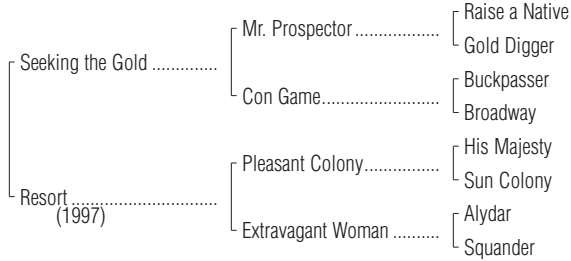 Raise a Native
Mr. Prospector ..................
Gold Digger
Seeking the Gold ..............
Buckpasser
Con Game.........................
Broadway
His Majesty
Pleasant Colony................
Sun Colony
Resort ...............................
(1997)
Alydar
Extravagant Woman ..........
Squander